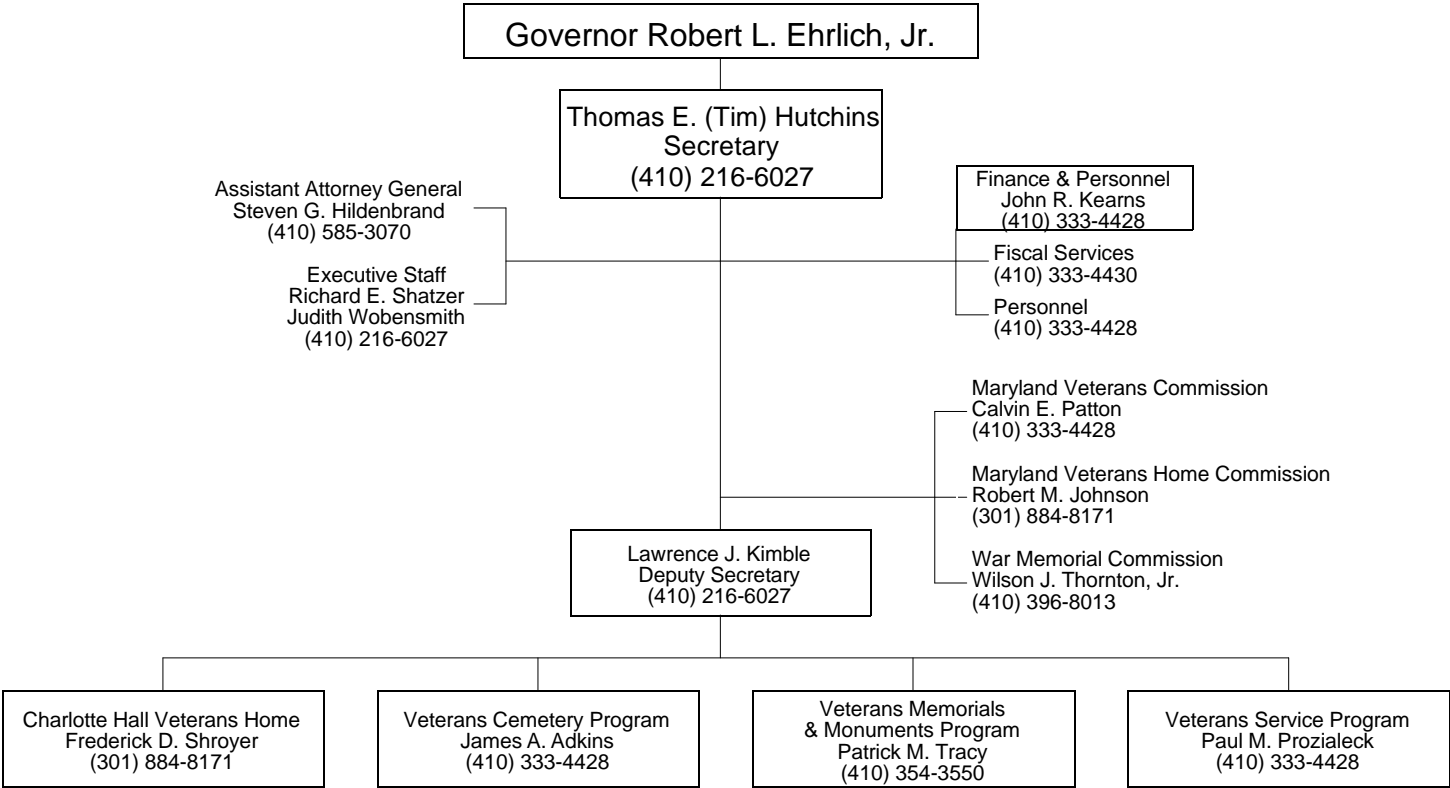 Governor Robert L. Ehrlich, Jr.
Thomas E. (Tim) Hutchins
Secretary
(410) 216-6027
Assistant Attorney General
Steven G. Hildenbrand
(410) 585-3070
Executive Staff
Richard E. Shatzer
Judith Wobensmith
(410) 216-6027
Finance & Personnel
John R. Kearns
(410) 333-4428
Fiscal Services
(410) 333-4430
Personnel
(410) 333-4428
Maryland Veterans Commission
Calvin E. Patton
(410) 333-4428
Maryland Veterans Home Commission
Robert M. Johnson
(301) 884-8171
War Memorial Commission
Wilson J. Thornton, Jr.
(410) 396-8013
Lawrence J. Kimble
Deputy Secretary
(410) 216-6027
Charlotte Hall Veterans Home
Frederick D. Shroyer
(301) 884-8171
Veterans Cemetery Program
James A. Adkins
(410) 333-4428
Veterans Memorials
& Monuments Program
Patrick M. Tracy
(410) 354-3550
Veterans Service Program
Paul M. Prozialeck
(410) 333-4428